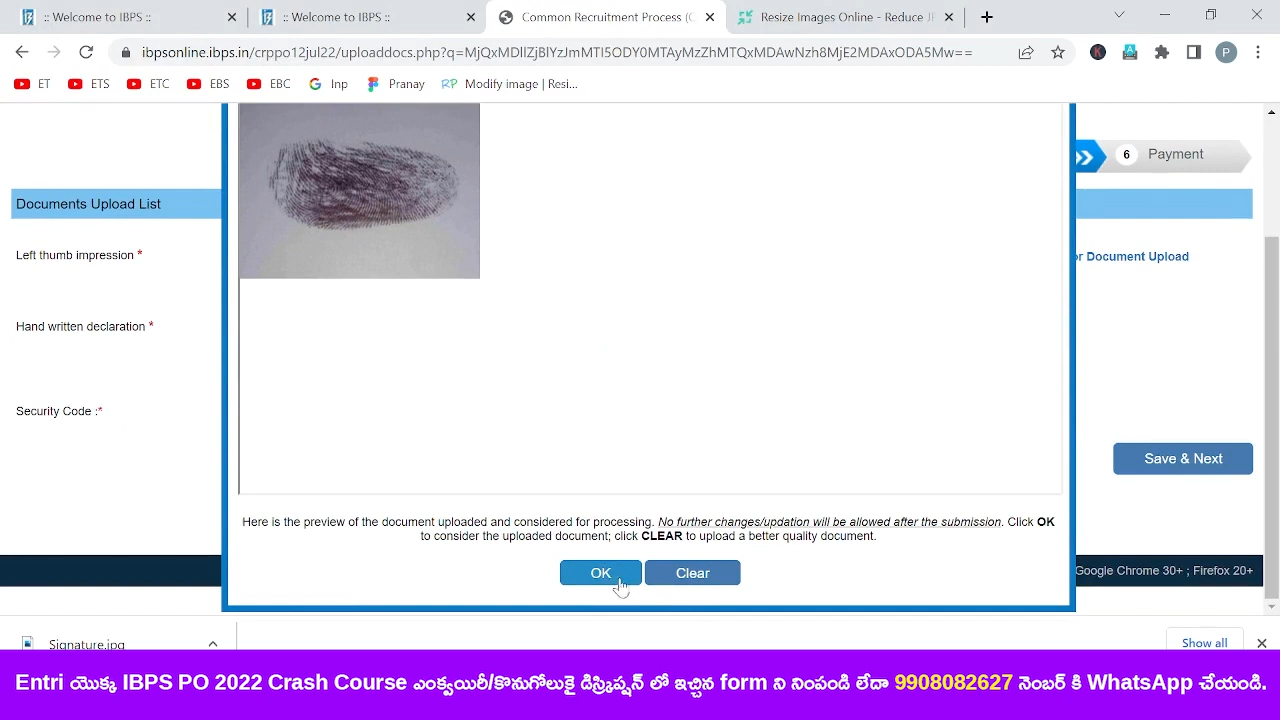 :: Welcome to IBPS ::
:: Welcome to IBPS ::
Common Recruitment Process (C
Resize Images Online - Reduce JP
ibpsonline.ibps.in/crppo12jul22/uploaddocs.php?q=MjQxMDllZjBlYzJmMTI5ODY0MTAyMzZhMTQxMDAwNzh8MjE2MDAxODA5Mw==
K
P
ET
ETS
ETC
EBS
EBC
Inp
Pranay
RP Modify image | Resi...
6 Payment
Documents Upload List
Left thumb impression *
or Document Upload
Hand written declaration *
Security Code :*
Save & Next
Here is the preview of the document uploaded and considered for processing. No further changes/updation will be allowed after the submission. Click OK
to consider the uploaded document; click CLEAR to upload a better quality document.
OK
Clear
Google Chrome 30+ ; Firefox 20+
Signature.jpg
Show all
Entri యొక్క IBPS PO 2022 Crash Course ఎంక్వయిరీ/కొనుగోలుకై డిస్క్రిప్షన్ లో ఇచ్చిన form ని నింపండి లేదా 9908082627 నెంబర్ కి WhatsApp చేయండి.